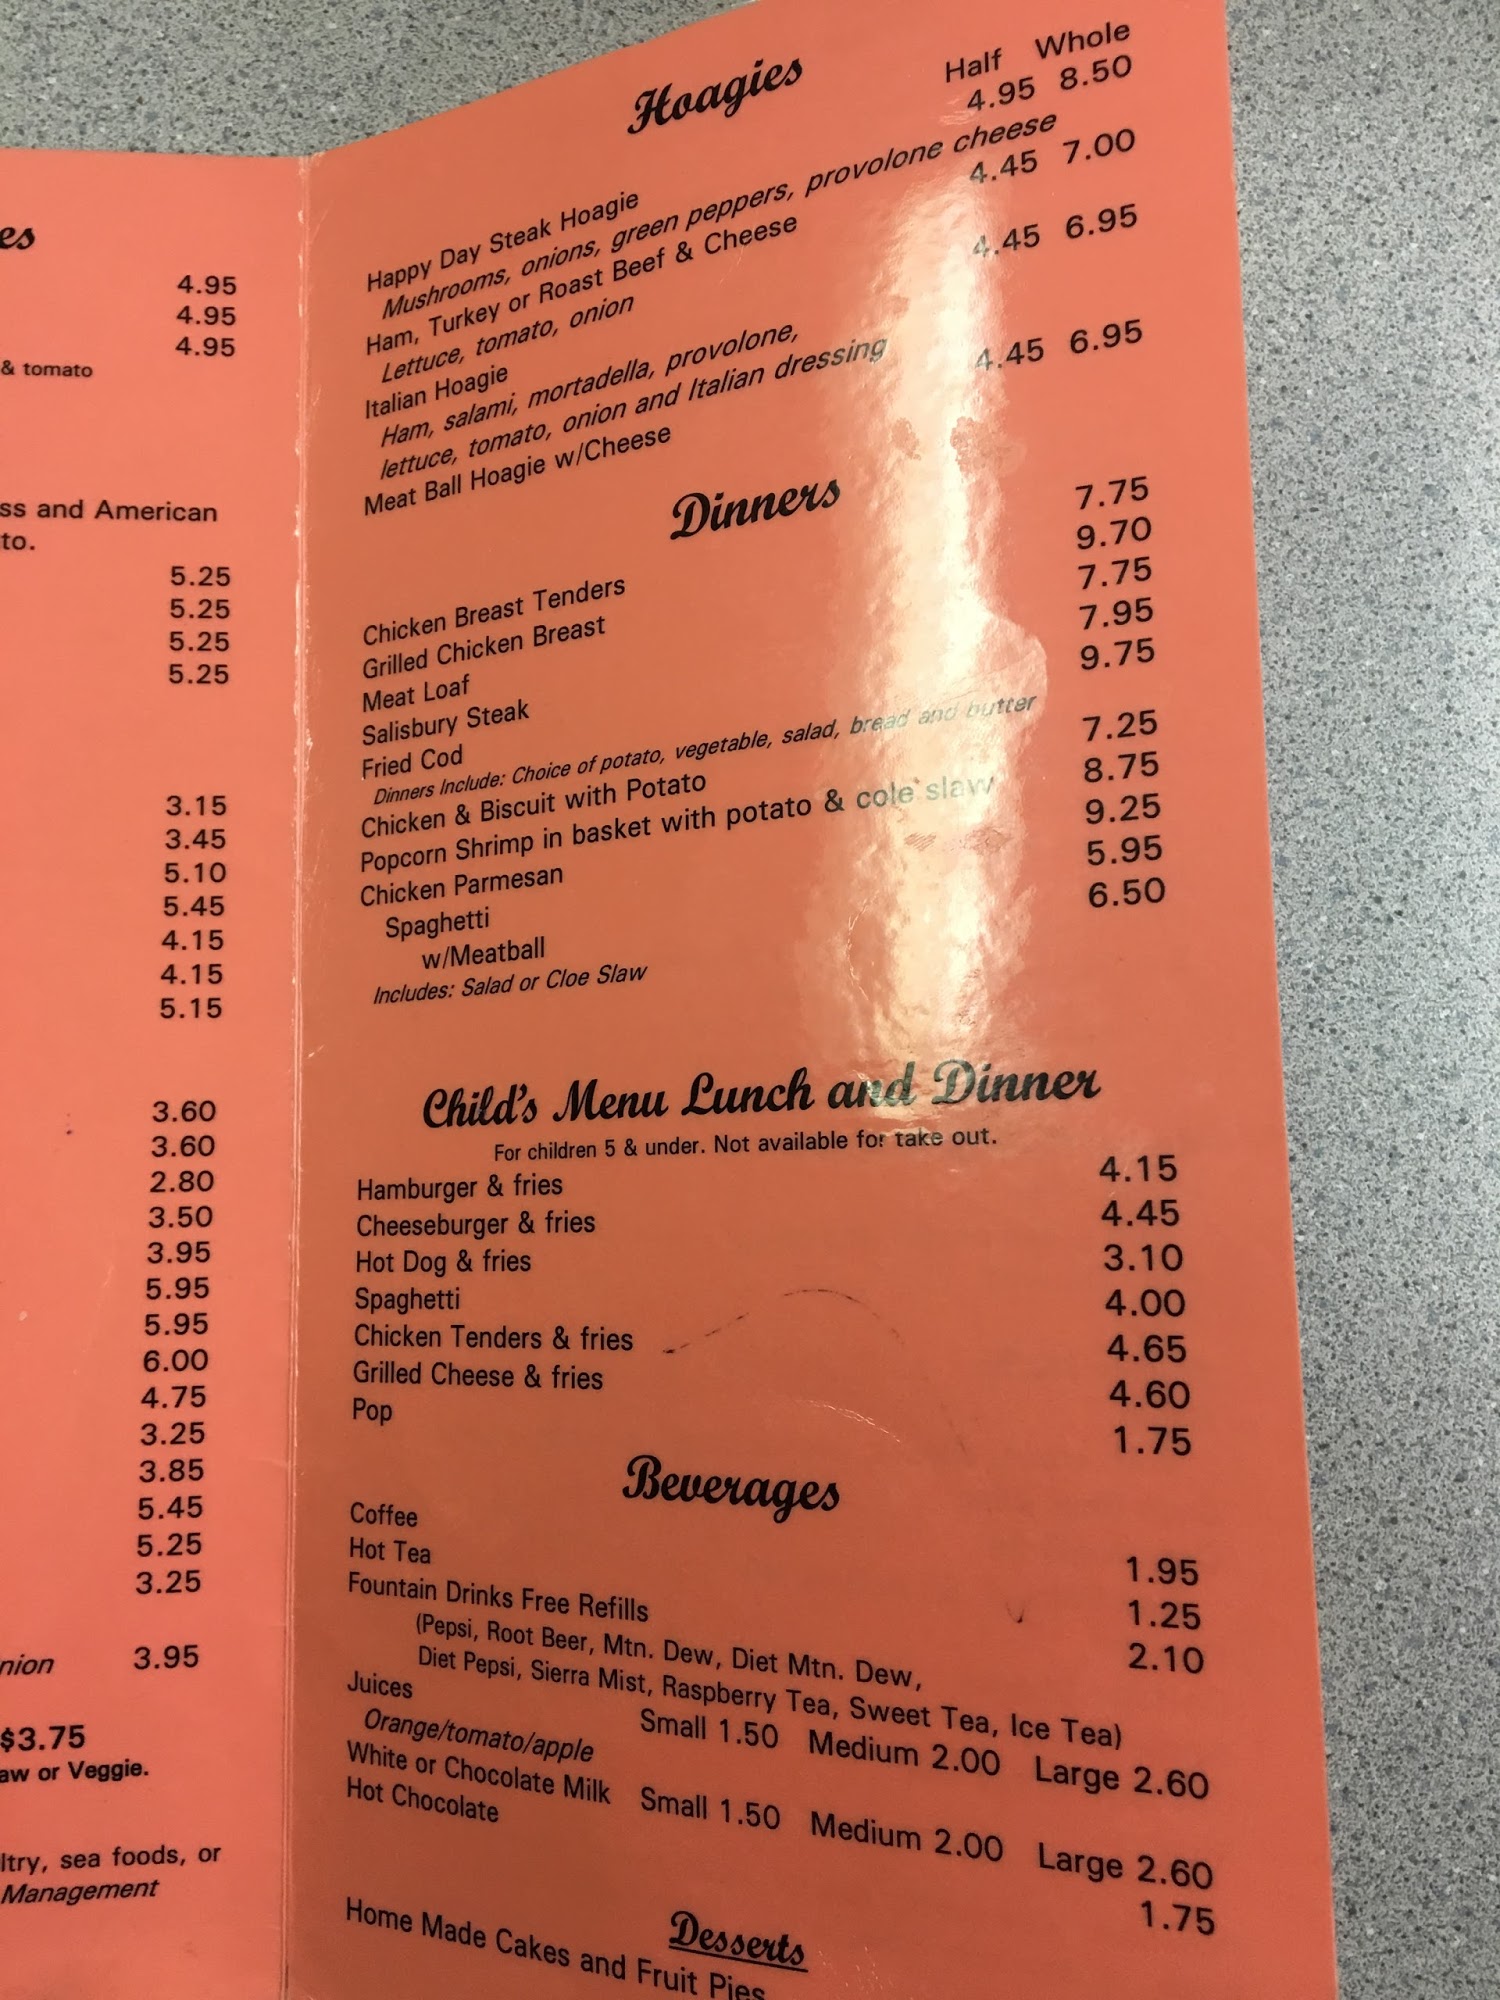 es
4.95
4.95
4.95
& tomato
ss and American
to.
5.25
5.25
5.25
5.25
3.15
3.45
5.10
5.45
4.15
4.15
5.15
3.60
3.60
2.80
3.50
3.95
5.95
5.95
6.00
4.75
3.25
3.85
5.45
5.25
3.25
nion 3.95
$3.75
aw or Veggie.
ltry, sea foods, or
Management
Hoagies
Half Whole
Happy Day Steak Hoagie 4.95 8.50
Mushrooms, onions, green peppers, provolone cheese
Ham, Turkey or Roast Beef & Cheese 4.45 7.00
Lettuce, tomato, onion
Italian Hoagie 4.45 6.95
Ham, salami, mortadella, provolone,
lettuce, tomato, onion and Italian dressing
Meat Ball Hoagie w/Cheese 4.45 6.95
Dinners
Chicken Breast Tenders 7.75
Grilled Chicken Breast 9.70
Meat Loaf 7.75
Salisbury Steak 7.95
Fried Cod 9.75
Dinners Include: Choice of potato, vegetable, salad, bread and butter
Chicken & Biscuit with Potato 7.25
Popcorn Shrimp in basket with potato & cole slaw 8.75
Chicken Parmesan 9.25
Spaghetti 5.95
w/Meatball 6.50
Includes: Salad or Cloe Slaw
Child's Menu Lunch and Dinner
For children 5 & under. Not available for take out.
Hamburger & fries 4.15
Cheeseburger & fries 4.45
Hot Dog & fries 3.10
Spaghetti 4.00
Chicken Tenders & fries 4.65
Grilled Cheese & fries 4.60
Pop 1.75
Beverages
Coffee 1.95
Hot Tea 1.25
Fountain Drinks Free Refills 2.10
(Pepsi, Root Beer, Mtn. Dew, Diet Mtn. Dew,
Diet Pepsi, Sierra Mist, Raspberry Tea, Sweet Tea, Ice Tea)
Juices Small 1.50 Medium 2.00 Large 2.60
Orange/tomato/apple
White or Chocolate Milk Small 1.50 Medium 2.00 Large 2.60
Hot Chocolate 1.75
Desserts
Home Made Cakes and Fruit Pies